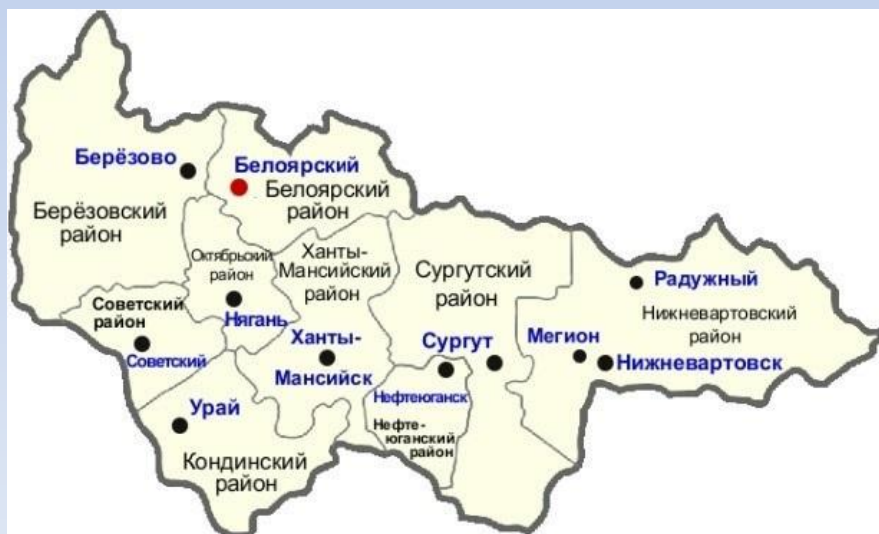 Берёзово
Берёзовский
район
Белоярский
Белоярский
район
Октябрьский
район
Нягань
Ханты-
Мансийский
район
Сургутский
район
Сургут
Радужный
Нижневартовский
район
Мегион
Нижневартовск
Советский
район
Советский
Ханты-
Мансийск
Нефтеюганск
Нефте-
юганский
район
Урай
Кондинский
район